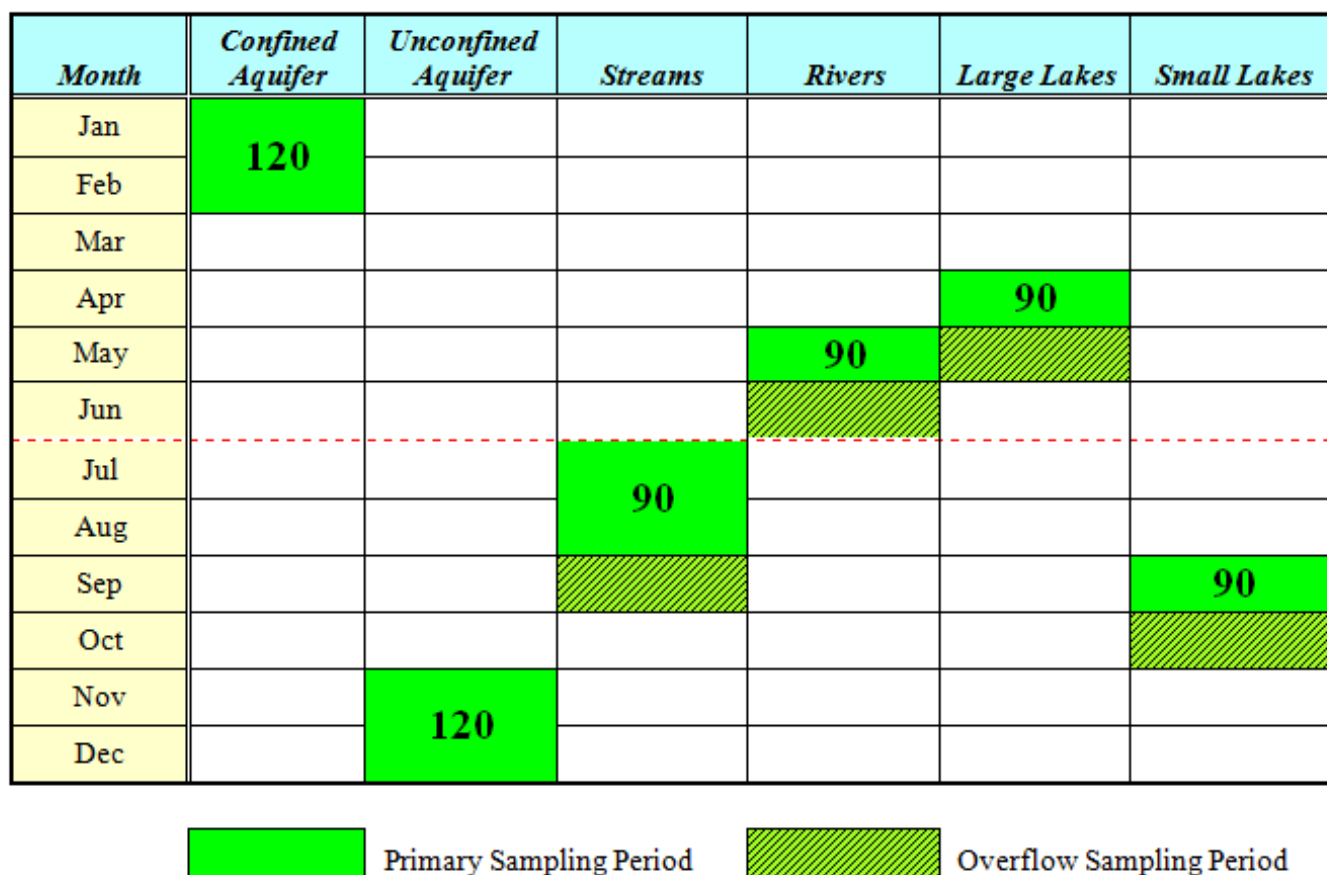 Month Confined Aquifer Unconfined Aquifer Streams Rivers Large Lakes Small Lakes
Jan
120
Feb
Mar
Apr 90
May 90
Jun
Jul
90
Aug
Sep 90
Oct
Nov
120
Dec
Primary Sampling Period Overflow Sampling Period